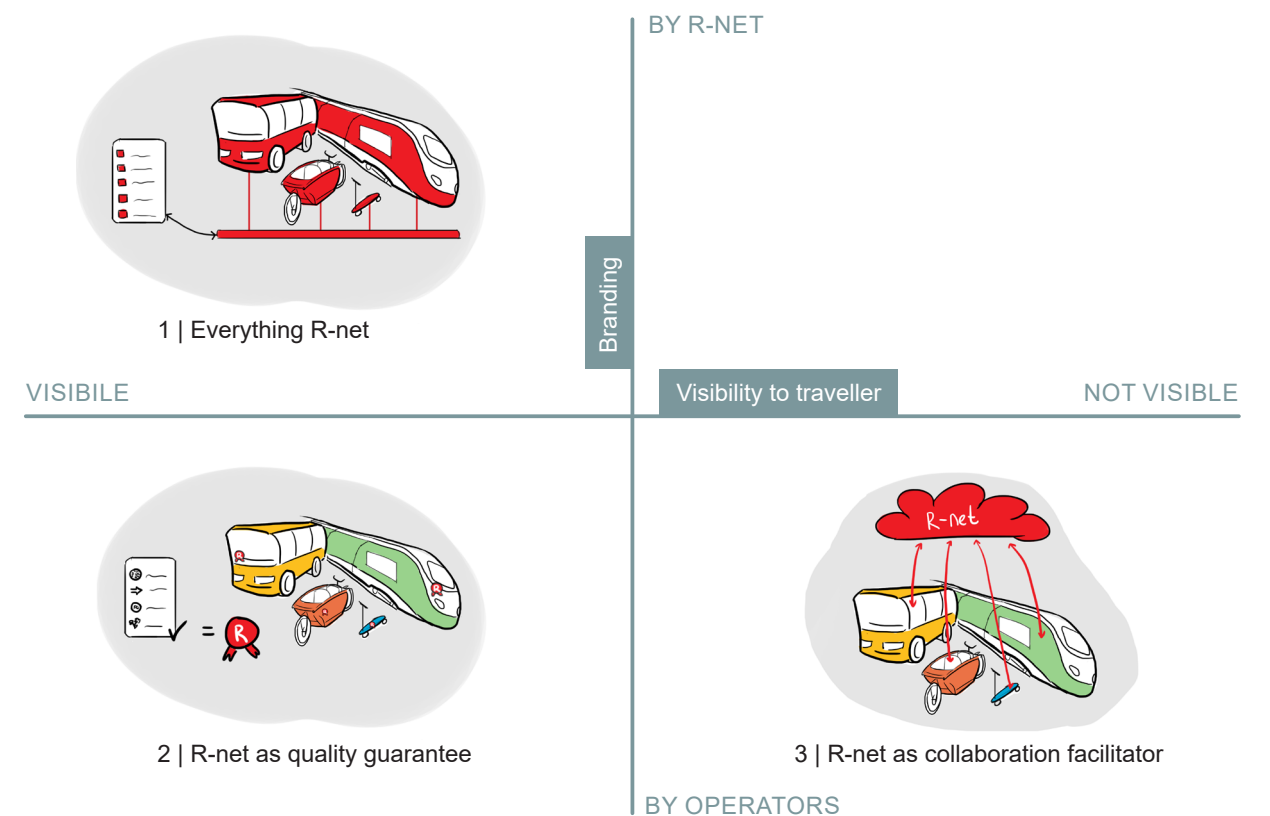 BY R-NET
1 | Everything R-net
Branding
VISIBILE
Visibility to traveller
NOT VISIBLE
R-net
R
=
2 | R-net as quality guarantee
3 | R-net as collaboration facilitator
BY OPERATORS